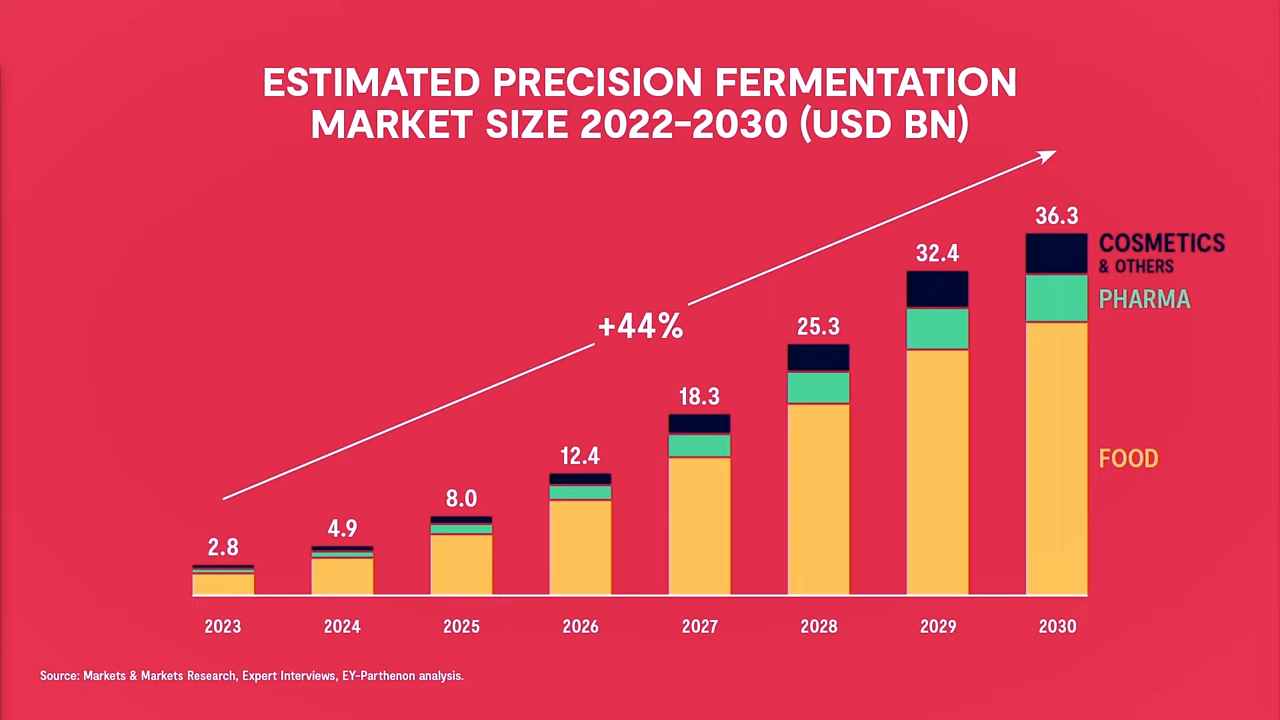 ESTIMATED PRECISION FERMENTATION
MARKET SIZE 2022-2030 (USD BN)
36.3
COSMETICS
& OTHERS
PHARMA
32.4
+44%
25.3
18.3
12.4
FOOD
8.0
4.9
2.8
2023 2024 2025 2026 2027 2028 2029 2030
Source: Markets & Markets Research, Expert Interviews, EY-Parthenon analysis.